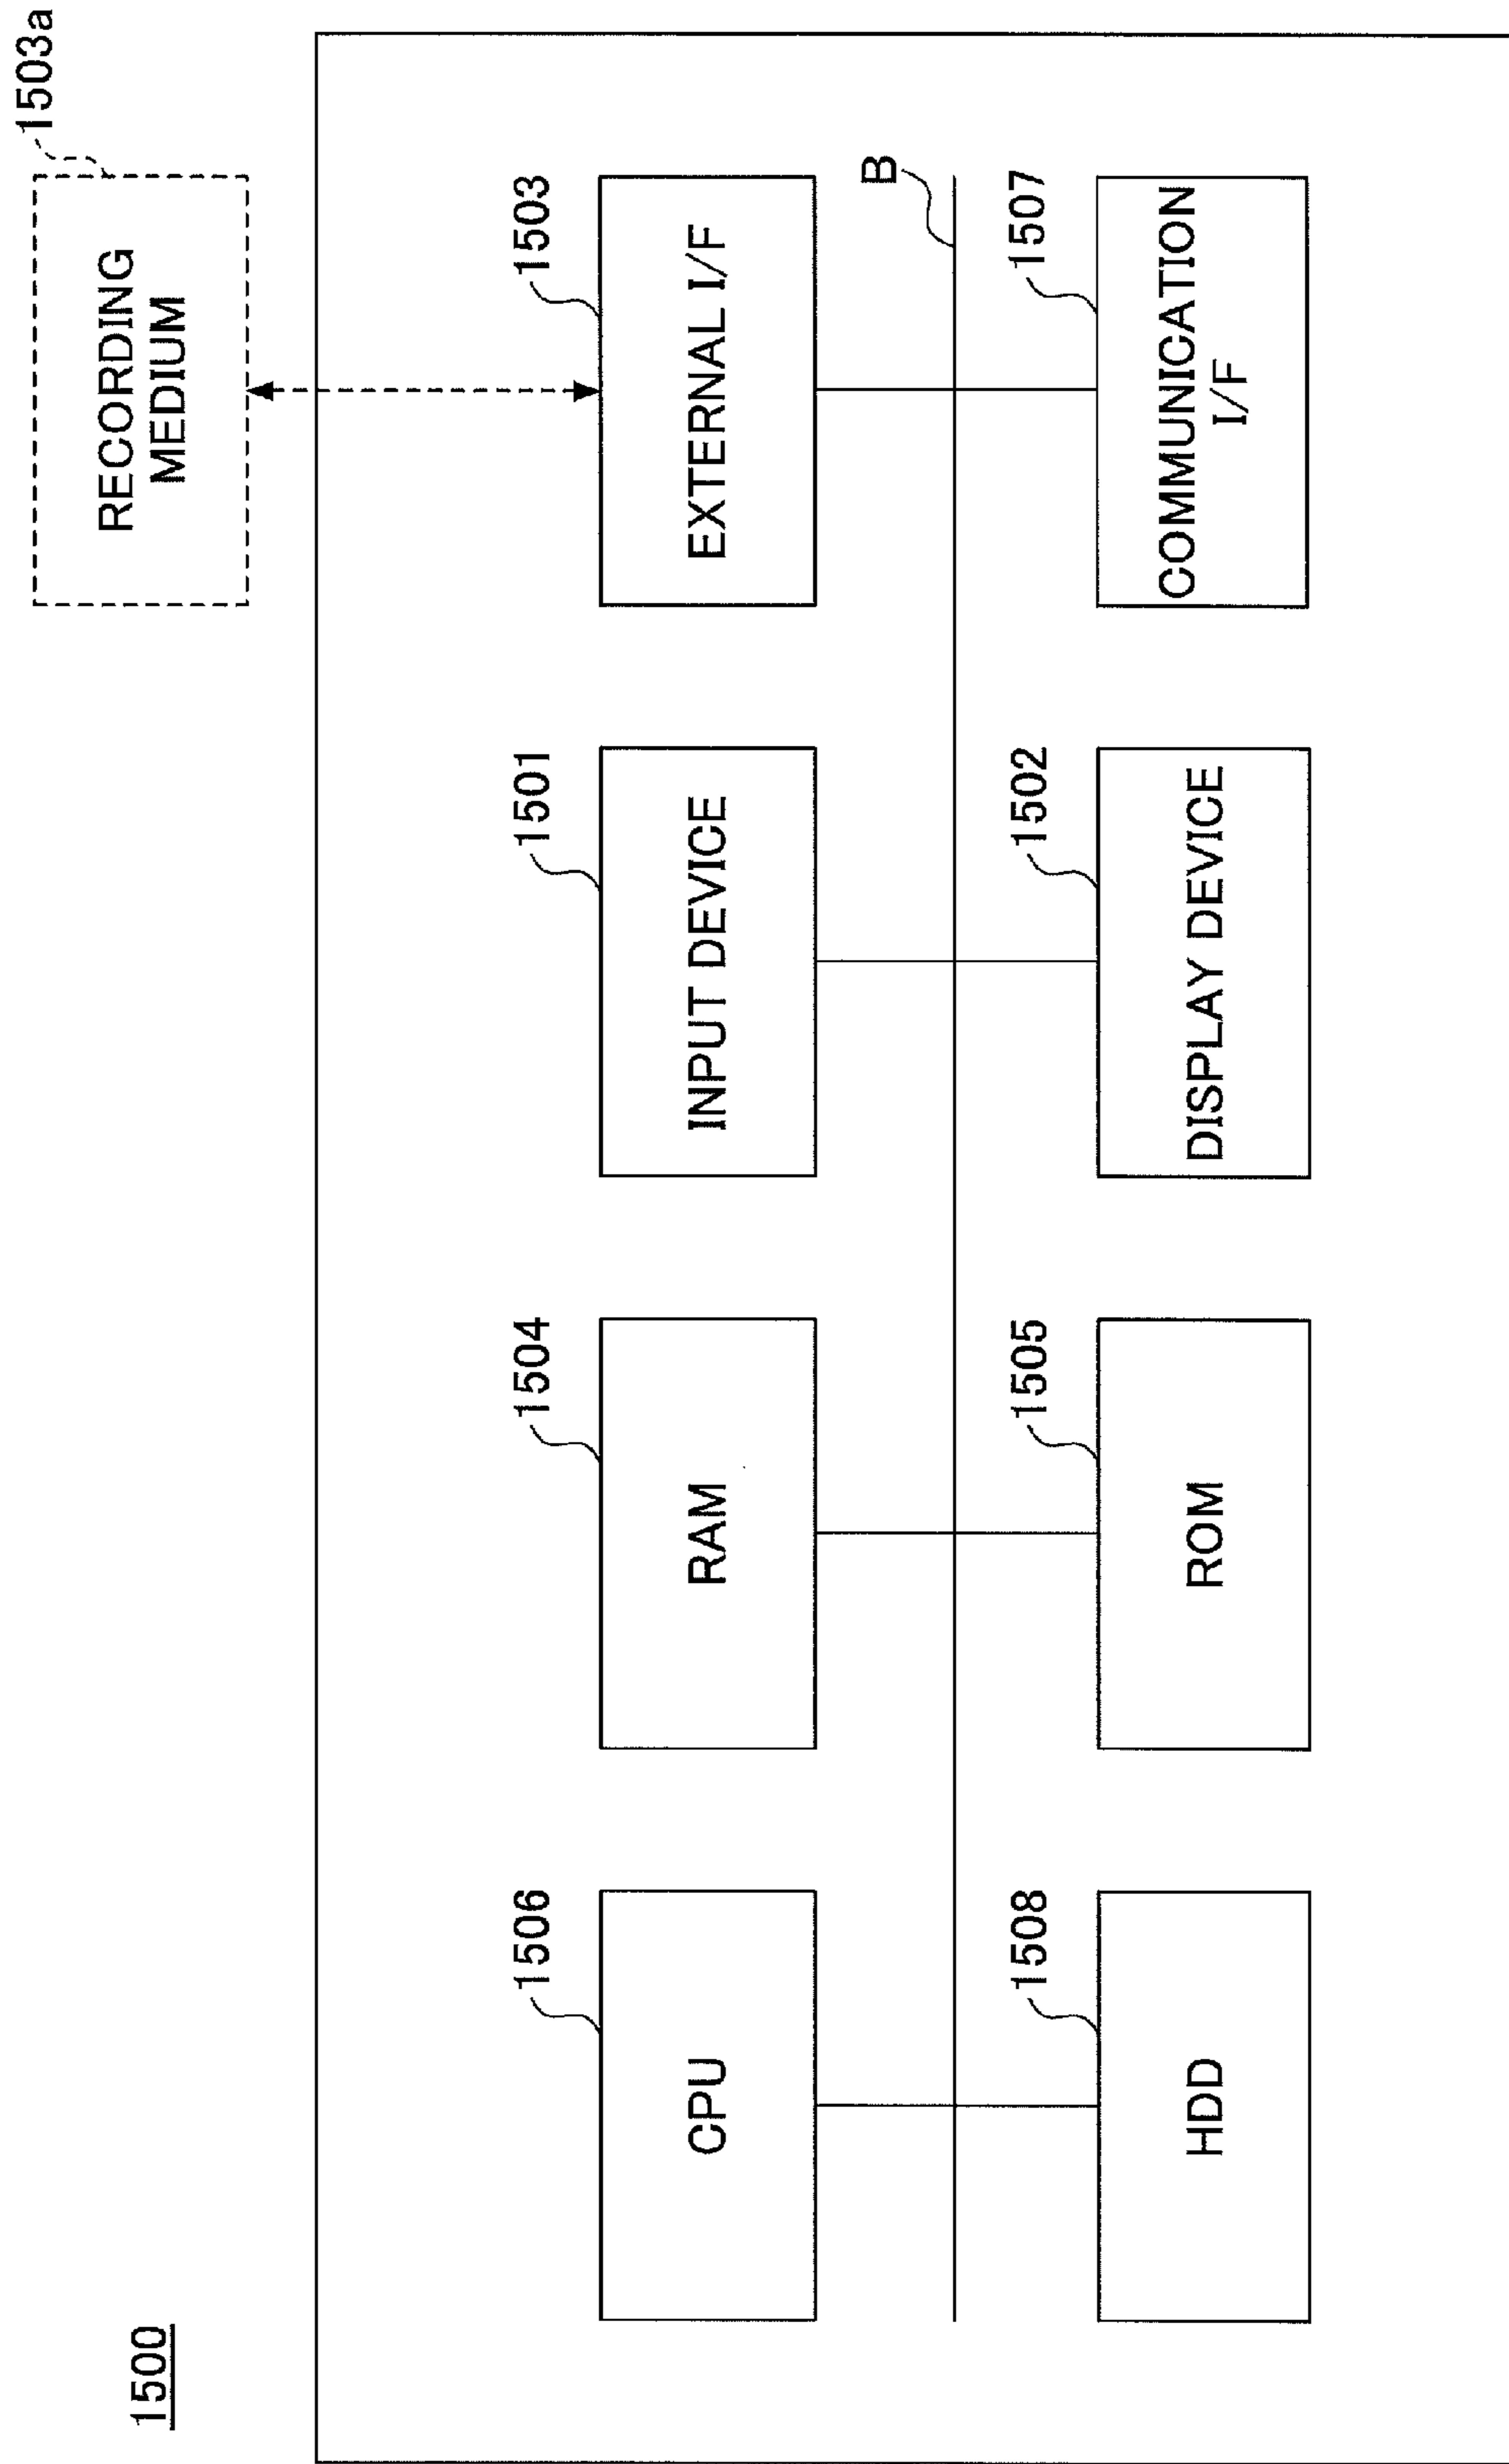 1500
1503a
RECORDING
MEDIUM
1506
CPU
1504
RAM
1501
INPUT DEVICE
1503
EXTERNAL I/F
B
1508
HDD
1505
ROM
1502
DISPLAY DEVICE
1507
COMMUNICATION
I/F